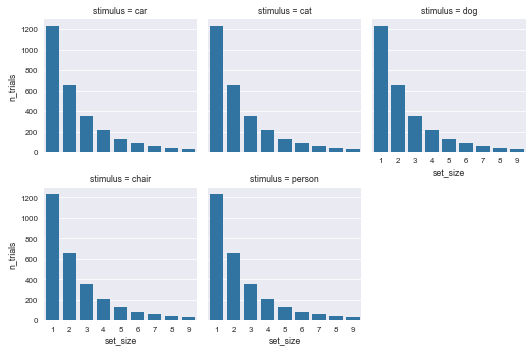 stimulus = car
stimulus = cat
stimulus = dog
1200
1000
800
600
400
200
0
n_trials
1 2 3 4 5 6 7 8 9
set_size
stimulus = chair
stimulus = person
1200
1000
800
600
400
200
0
n_trials
1 2 3 4 5 6 7 8 9
set_size
1 2 3 4 5 6 7 8 9
set_size